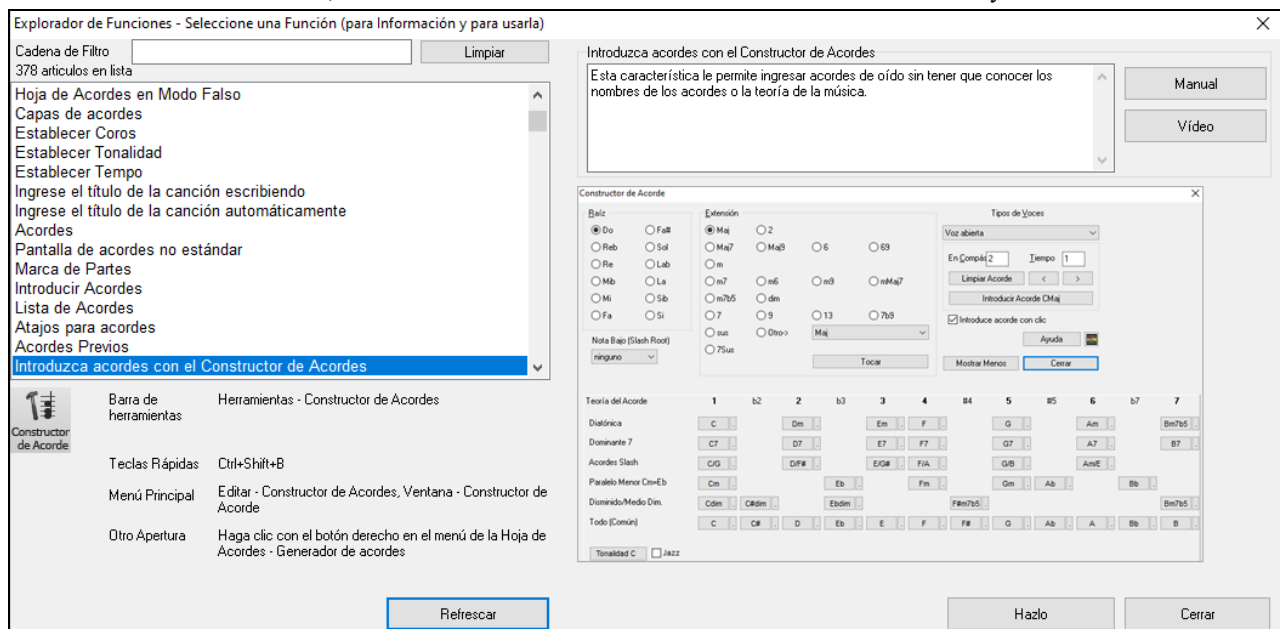 Explorador de Funciones - Seleccione una Función (para Información y para usarla)
Cadena de Filtro
Limpiar
378 articulos en lista
Hoja de Acordes en Modo Falso
Capas de acordes
Establecer Coros
Establecer Tonalidad
Establecer Tempo
Ingrese el título de la canción escribiendo
Ingrese el título de la canción automáticamente
Acordes
Pantalla de acordes no estándar
Marca de Partes
Introducir Acordes
Lista de Acordes
Atajos para acordes
Acordes Previos
Introduzca acordes con el Constructor de Acordes
Constructor
de Acorde
Barra de
herramientas
Herramientas - Constructor de Acordes
Teclas Rápidas
Ctrl+Shift+B
Menú Principal
Editar - Constructor de Acordes, Ventana - Constructor de
Acorde
Otro Apertura
Haga clic con el botón derecho en el menú de la Hoja de
Acordes - Generador de acordes
Refrescar
Introduzca acordes con el Constructor de Acordes
Esta característica le permite ingresar acordes de oído sin tener que conocer los
nombres de los acordes o la teoría de la música.
Manual
Vídeo
Constructor de Acorde
Raíz
Do Fa#
Reb Sol
Re Lab
Mib La
Mi Sib
Fa Si
Nota Bajo (Slash Root)
ninguno
Extensión
Maj 2
Maj7 Maj9 6 69
m
m7 m6 m9 mMaj7
m7b5 dm
7 9 13 7b9
sus Otro-> Maj
7Sus
Tocar
Tipos de Voces
Voz abierta
En Compás 2 Tiempo 1
Limpiar Acorde < >
Introducir Acorde CMaj
Introduce acorde con clic
Ayuda
Mostrar Menos Cerrar
Teoría del Acorde 1 b2 2 b3 3 4 #4 5 #5 6 b7 7
Diatónica C . Dm . Em . F . G . Am . Bm7b5 .
Dominante 7 C7 . D7 . E7 . F7 . G7 . A7 . B7 .
Acordes Slash C/G . D/F# . E/G# . F/A . G/B . Am/E .
Paralelo Menor Cm=Eb Cm . Eb . Fm . Gm . Ab . Bb .
Disminido/Medio Dim. Cdim . C#dim . Ebdim . F#m7b5 . Bm7b5 .
Todo (Común) C . C# . D . Eb . E . F . F# . G . Ab . A . Bb . B .
Tonalidad C Jazz
Hazlo
Cerrar